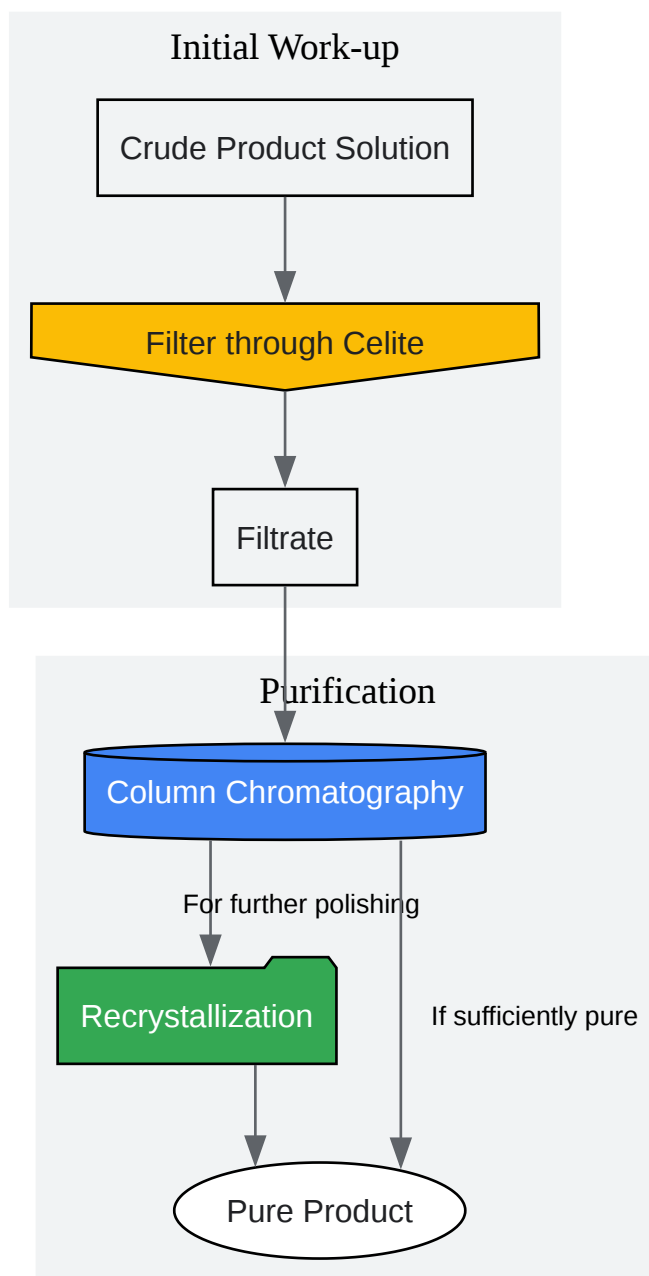 Initial Work-up
Crude Product Solution
Filter through Celite
Filtrate
Purification
Column Chromatography
For further polishing
Recrystallization
If sufficiently pure
Pure Product